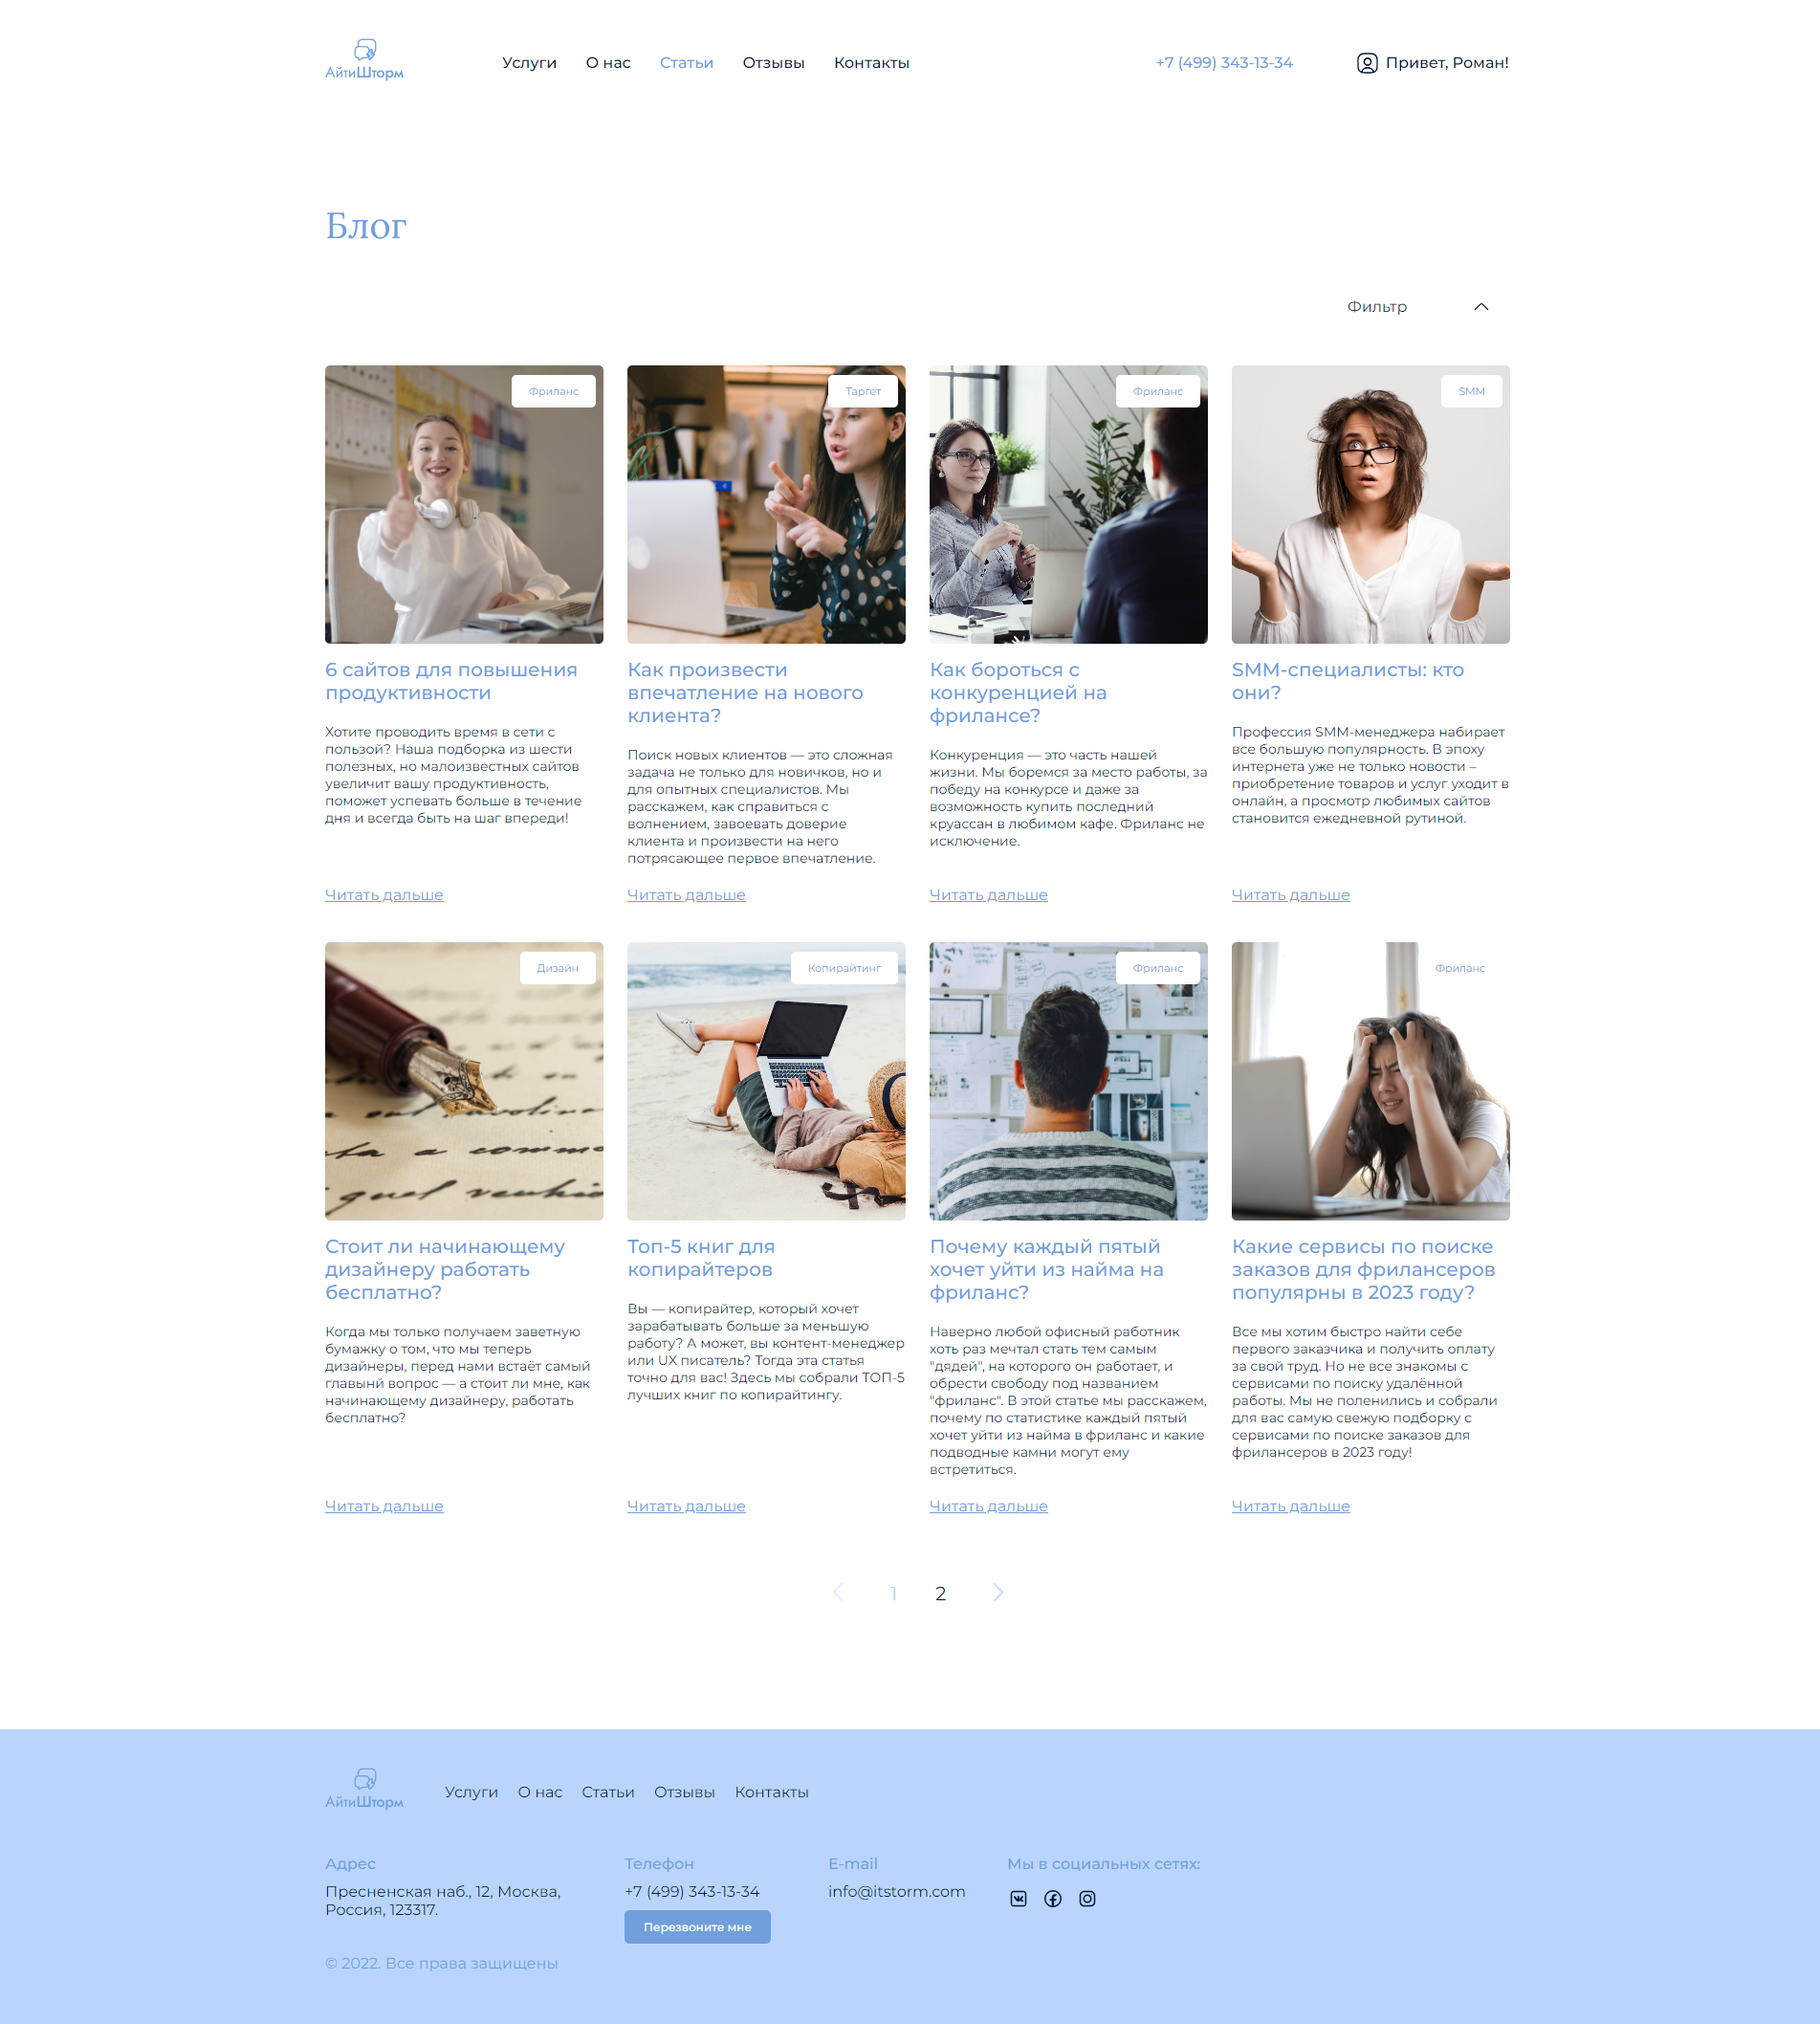 АйтиШторм
Услуги О нас Статьи Отзывы Контакты
+7 (499) 343-13-34
Привет, Роман!
Блог
Фильтр
Фриланс
6 сайтов для повышения
продуктивности
Хотите проводить время в сети с
пользой? Наша подборка из шести
полезных, но малоизвестных сайтов
увеличит вашу продуктивность,
поможет успевать больше в течение
дня и всегда быть на шаг впереди!
Читать дальше
Таргет
Как произвести
впечатление на нового
клиента?
Поиск новых клиентов — это сложная
задача не только для новичков, но и
для опытных специалистов. Мы
расскажем, как справиться с
волнением, завоевать доверие
клиента и произвести на него
потрясающее первое впечатление.
Читать дальше
Фриланс
Как бороться с
конкуренцией на
фрилансе?
Конкуренция — это часть нашей
жизни. Мы боремся за место работы, за
победу на конкурсе и даже за
возможность купить последний
круассан в любимом кафе. Фриланс не
исключение.
Читать дальше
SMM
SMM-специалисты: кто
они?
Профессия SMM-менеджера набирает
все большую популярность. В эпоху
интернета уже не только новости –
приобретение товаров и услуг уходит в
онлайн, а просмотр любимых сайтов
становится ежедневной рутиной.
Читать дальше
Дизайн
Стоит ли начинающему
дизайнеру работать
бесплатно?
Когда мы только получаем заветную
бумажку о том, что мы теперь
дизайнеры, перед нами встаёт самый
главный вопрос — а стоит ли мне, как
начинающему дизайнеру, работать
бесплатно?
Читать дальше
Копирайтинг
Топ-5 книг для
копирайтеров
Вы — копирайтер, который хочет
зарабатывать больше за меньшую
работу? А может, вы контент-менеджер
или UX писатель? Тогда эта статья
точно для вас! Здесь мы собрали ТОП-5
лучших книг по копирайтингу.
Читать дальше
Фриланс
Почему каждый пятый
хочет уйти из найма на
фриланс?
Наверно любой офисный работник
хоть раз мечтал стать тем самым
"дядей", на которого он работает, и
обрести свободу под названием
"фриланс". В этой статье мы расскажем,
почему по статистике каждый пятый
хочет уйти из найма в фриланс и какие
подводные камни могут ему
встретиться.
Читать дальше
Фриланс
Какие сервисы по поиске
заказов для фрилансеров
популярны в 2023 году?
Все мы хотим быстро найти себе
первого заказчика и получить оплату
за свой труд. Но не все знакомы с
сервисами по поиску удалённой
работы. Мы не поленились и собрали
для вас самую свежую подборку с
сервисами по поиске заказов для
фрилансеров в 2023 году!
Читать дальше
1 2
АйтиШторм
Услуги О нас Статьи Отзывы Контакты
Адрес
Пресненская наб., 12, Москва,
Россия, 123317.
Телефон
+7 (499) 343-13-34
Перезвоните мне
E-mail
info@itstorm.com
Мы в социальных сетях:
© 2022. Все права защищены